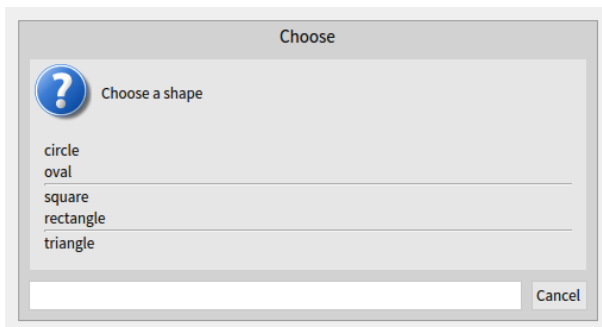 Choose
Choose a shape
circle
oval
square
rectangle
triangle
Cancel